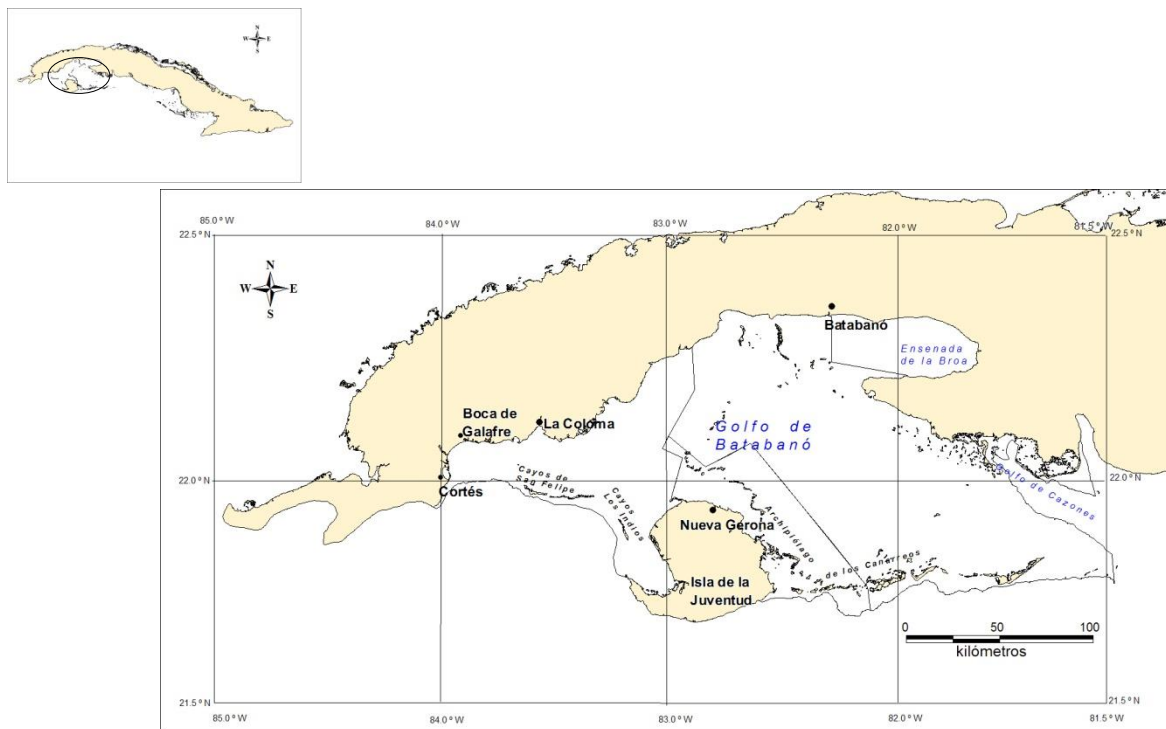 N
W E
S
85.0°W
84.0°W
83.0°W
82.0°W
81.5°W
22.5°N
22.5°N
N
W E
S
Batabanó
Ensenada
de la Broa
Boca de
Galafre
La Coloma
Golfo de
Batabanó
Cayos de
San Felipe
Golfo de Cazones
22.0°N
22.0°N
Cortés
Cayos
Los Indios
Nueva Gerona
Archipiélago
de los Canarreos
Isla de la
Juventud
0 50 100
kilómetros
21.5°N
21.5°N
85.0°W
84.0°W
83.0°W
82.0°W
81.5°W